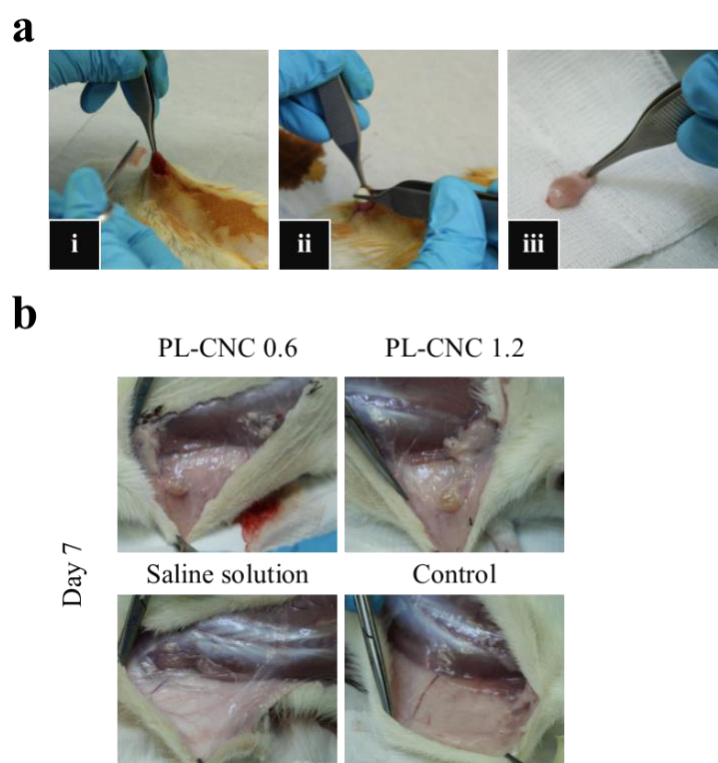 a
i
ii
iii
b
PL-CNC 0.6
PL-CNC 1.2
Day 7
Saline solution
Control